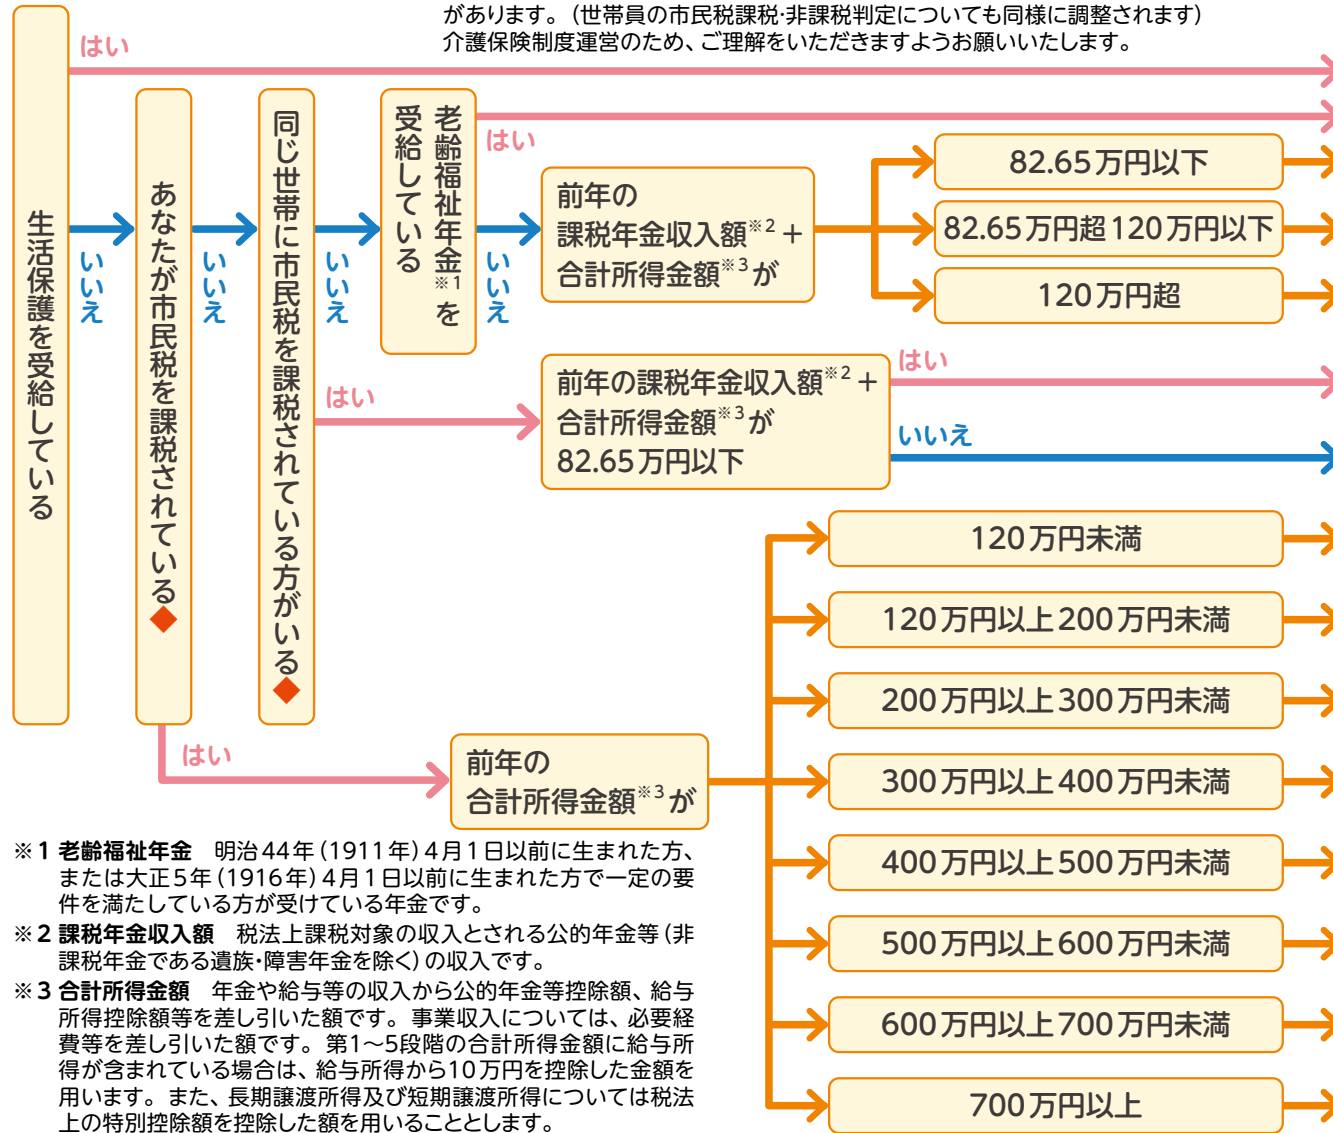 があります。(世帯員の市民税課税・非課税判定についても同様に調整されます)
介護保険制度運営のため、ご理解をいただきますようお願いいたします。
生活保護を受給している
はい
いいえ
あなたが市民税を課税されている◆
いいえ
はい
同じ世帯に市民税を課税されている方がいる◆
いいえ
はい
老齢福祉年金※1を
受給している
はい
いいえ
前年の
課税年金収入額※2＋
合計所得金額※3が
82.65万円以下
82.65万円超120万円以下
120万円超
前年の課税年金収入額※2＋
合計所得金額※3が
82.65万円以下
はい
いいえ
前年の
合計所得金額※3が
120万円未満
120万円以上200万円未満
200万円以上300万円未満
300万円以上400万円未満
400万円以上500万円未満
500万円以上600万円未満
600万円以上700万円未満
700万円以上
※1 老齢福祉年金　明治44年(1911年)4月1日以前に生まれた方、
または大正5年(1916年)4月1日以前に生まれた方で一定の要
件を満たしている方が受けている年金です。
※2 課税年金収入額　税法上課税対象の収入とされる公的年金等(非
課税年金である遺族・障害年金を除く)の収入です。
※3 合計所得金額　年金や給与等の収入から公的年金等控除額、給与
所得控除額等を差し引いた額です。事業収入については、必要経
費等を差し引いた額です。第1～5段階の合計所得金額に給与所
得が含まれている場合は、給与所得から10万円を控除した金額を
用います。また、長期譲渡所得及び短期譲渡所得については税法
上の特別控除額を控除した額を用いることとします。